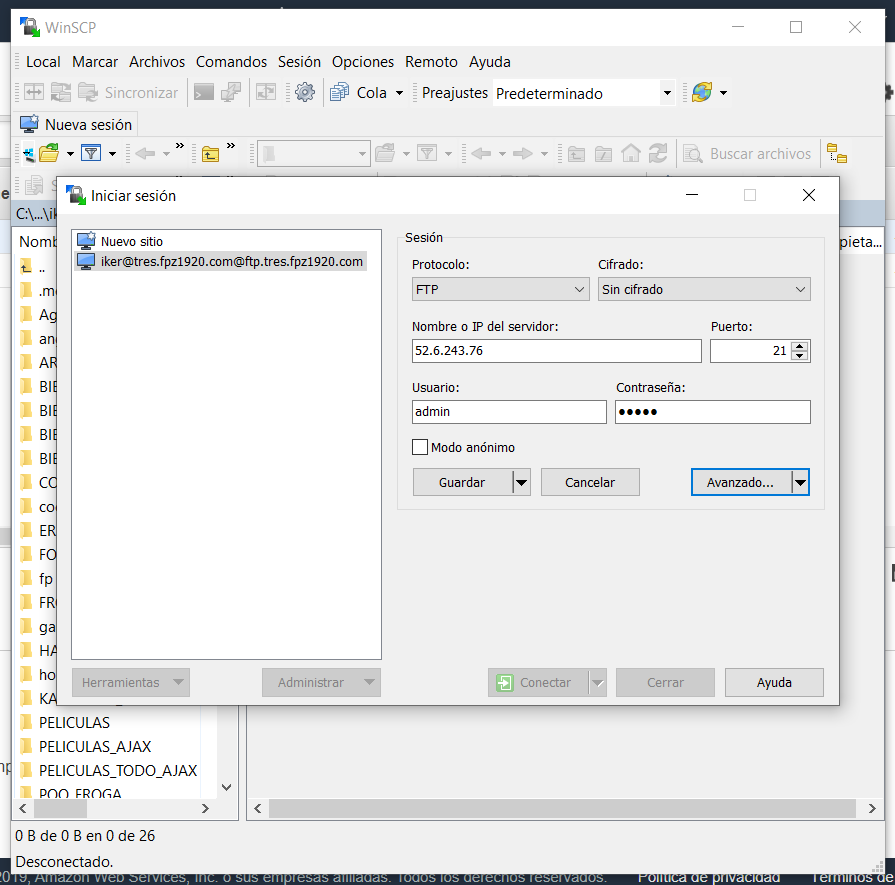 WinSCP
Local Marcar Archivos Comandos Sesión Opciones Remoto Ayuda
Sincronizar Cola Preajustes Predeterminado
Nueva sesión
» » Buscar archivos
Iniciar sesión
C:\...\ik
Nomb
pieta...
Nuevo sitio
iker@tres.fpz1920.com@ftp.tres.fpz1920.com
Sesión
Protocolo: Cifrado:
FTP Sin cifrado
Nombre o IP del servidor: Puerto:
52.6.243.76 21
Usuario: Contraseña:
admin •••••
Modo anónimo
Guardar Cancelar Avanzado...
..
.m
Ag
an
AR
BIE
BIE
BIE
BIE
CO
coo
ER
FO
fp
FR
ga
HA
ho
KA
Herramientas Administrar Conectar Cerrar Ayuda
PELICULAS
PELICULAS_AJAX
PELICULAS_TODO_AJAX
POO FROGA
0 B de 0 B en 0 de 26
Desconectado.
2019, Amazon Web Services, Inc. o sus empresas afiliadas. Todos los derechos reservados. Política de privacidad Términos de